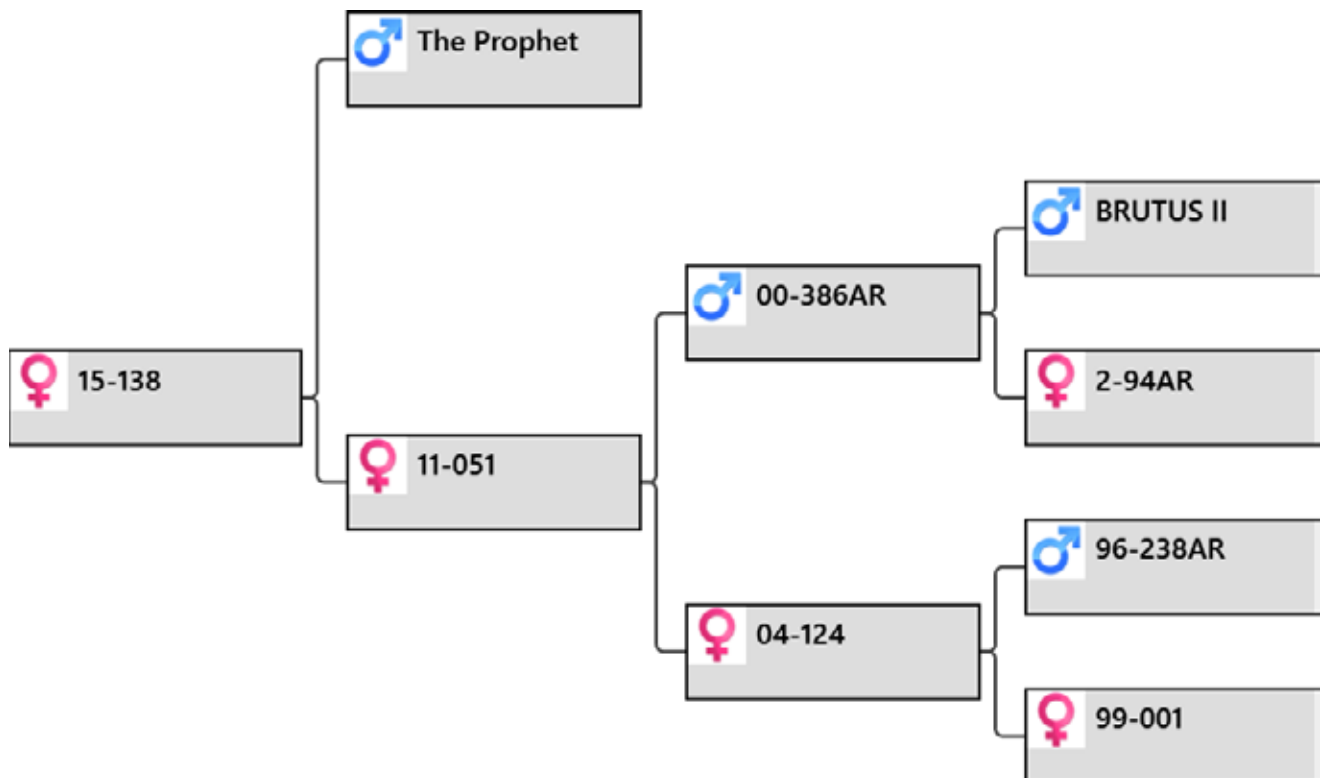 The Prophet
BRUTUS II
00-386AR
15-138
2-94AR
11-051
96-238AR
04-124
99-001